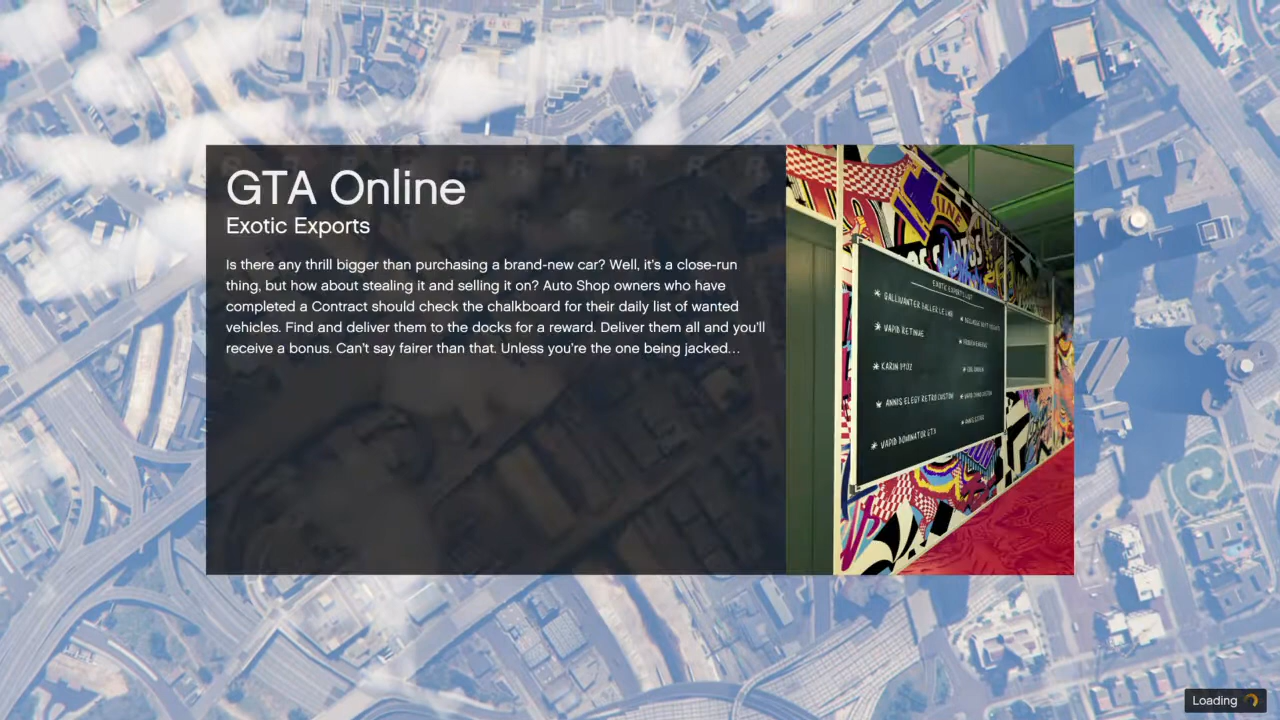 GTA Online
Exotic Exports
Is there any thrill bigger than purchasing a brand-new car? Well, it's a close-run
thing, but how about stealing it and selling it on? Auto Shop owners who have
completed a Contract should check the chalkboard for their daily list of wanted
vehicles. Find and deliver them to the docks for a reward. Deliver them all and you'll
receive a bonus. Can't say fairer than that. Unless you're the one being jacked...
EXOTIC EXPORTS LIST
GALLIVANTER BALLER LE LWB
VAPID RETINUE
KARIN
ANNIS ELEGY RETRO CUSTOM
VAPID DOMINATOR GTX
Loading